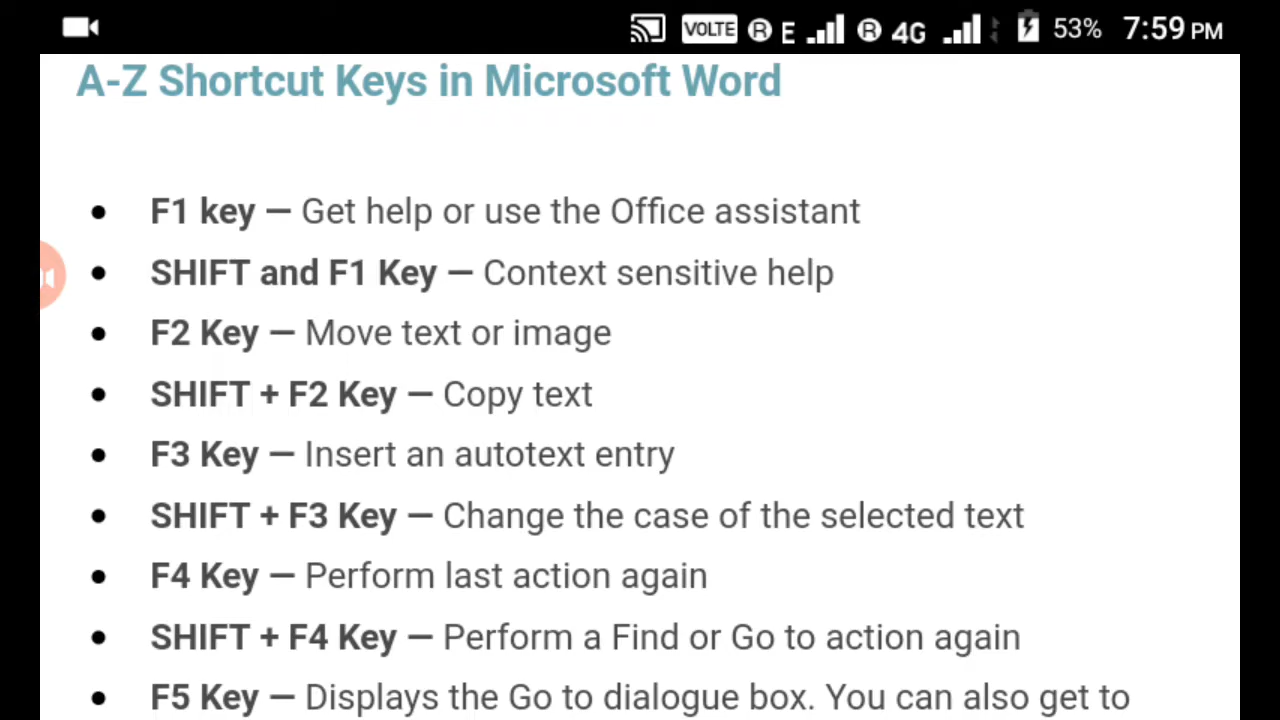 VOLTE R E R 4G 53% 7:59 PM
A-Z Shortcut Keys in Microsoft Word
• F1 key — Get help or use the Office assistant
• SHIFT and F1 Key — Context sensitive help
• F2 Key — Move text or image
• SHIFT + F2 Key — Copy text
• F3 Key — Insert an autotext entry
• SHIFT + F3 Key — Change the case of the selected text
• F4 Key — Perform last action again
• SHIFT + F4 Key — Perform a Find or Go to action again
• F5 Key — Displays the Go to dialogue box. You can also get to